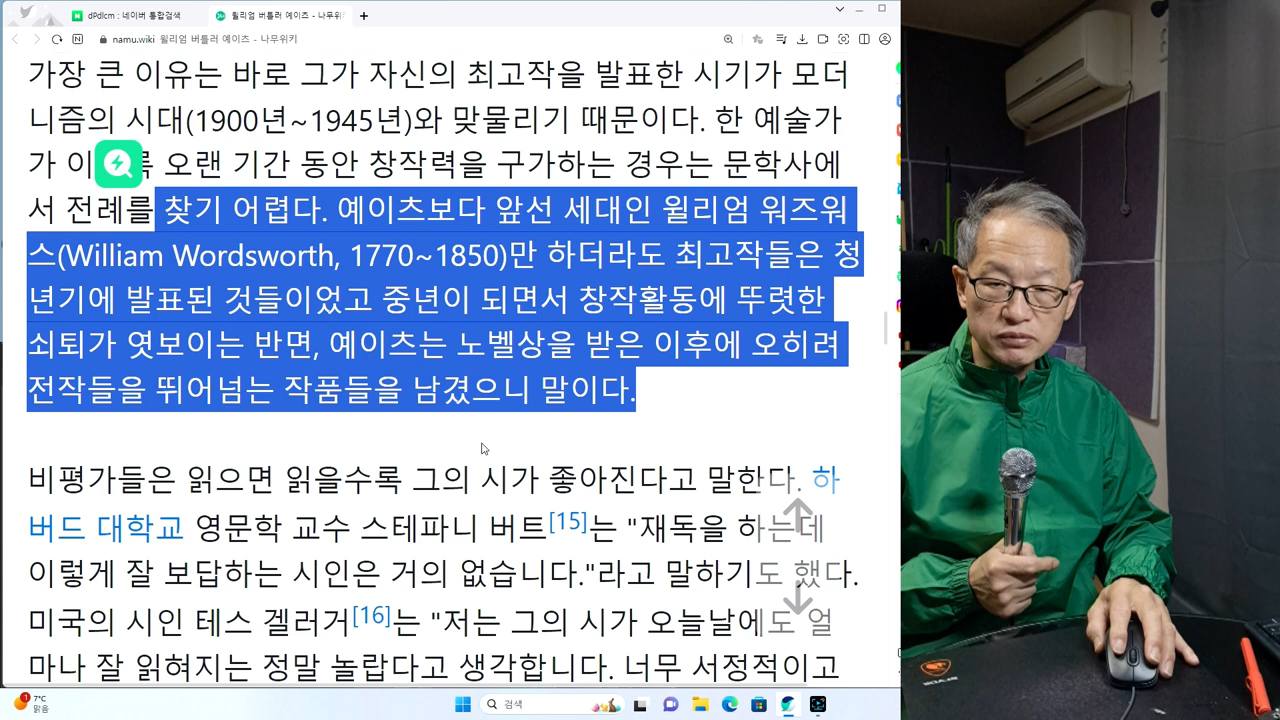 dPdlcm : 네이버 통합검색
윌리엄 버틀러 예이츠 - 나무위키
namu.wiki 윌리엄 버틀러 예이츠 - 나무위키
가장 큰 이유는 바로 그가 자신의 최고작을 발표한 시기가 모더
니즘의 시대(1900년~1945년)와 맞물리기 때문이다. 한 예술가
가 이 록 오랜 기간 동안 창작력을 구가하는 경우는 문학사에
서 전례를 찾기 어렵다. 예이츠보다 앞선 세대인 윌리엄 워즈워
스(William Wordsworth, 1770~1850)만 하더라도 최고작들은 청
년기에 발표된 것들이었고 중년이 되면서 창작활동에 뚜렷한
쇠퇴가 엿보이는 반면, 예이츠는 노벨상을 받은 이후에 오히려
전작들을 뛰어넘는 작품들을 남겼으니 말이다.
비평가들은 읽으면 읽을수록 그의 시가 좋아진다고 말한다. 하
버드 대학교 영문학 교수 스테파니 버트[15]는 "재독을 하는데
이렇게 잘 보답하는 시인은 거의 없습니다."라고 말하기도 했다.
미국의 시인 테스 겔러거[16]는 "저는 그의 시가 오늘날에도 얼
마나 잘 읽혀지는 정말 놀랍다고 생각합니다. 너무 서정적이고
1
7°C
맑음
검색